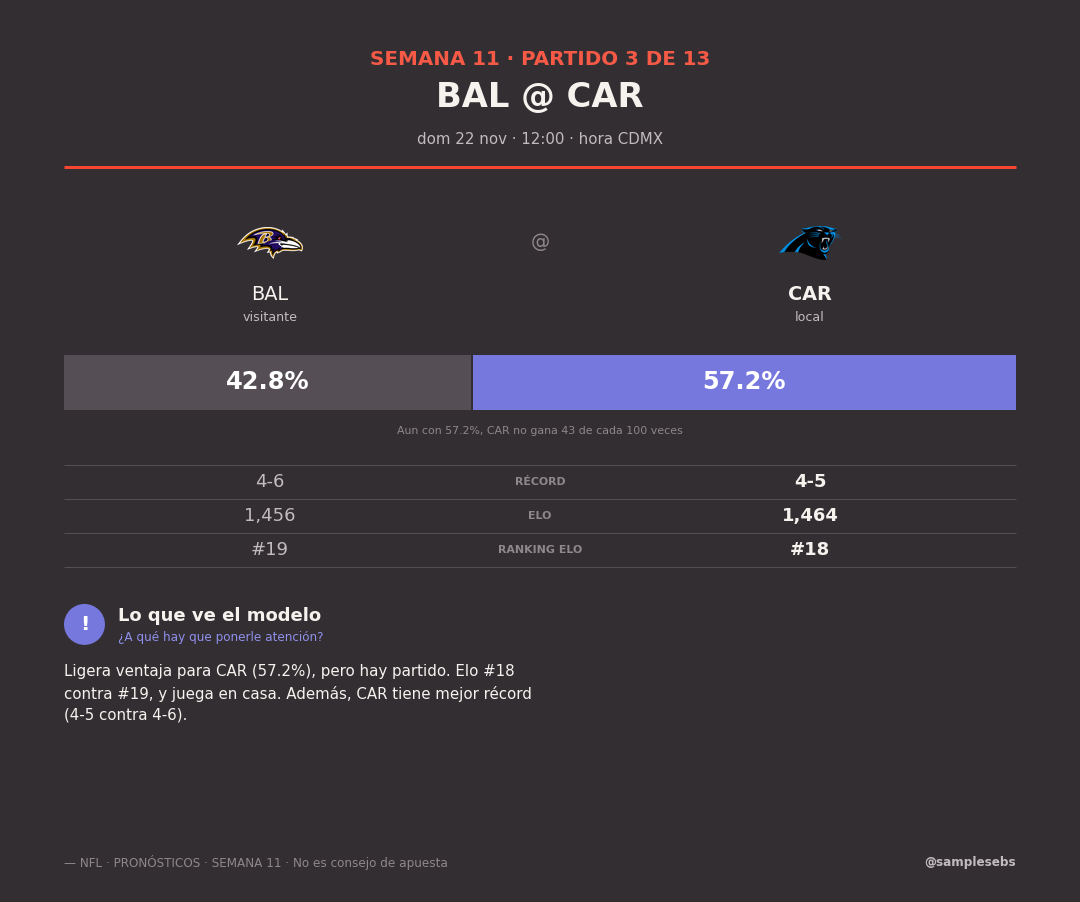 SEMANA 11 · PARTIDO 3 DE 13
BAL @ CAR
dom 22 nov · 12:00 · hora CDMX
@
BAL
CAR
visitante
local
42.8%
57.2%
Aun con 57.2%, CAR no gana 43 de cada 100 veces
4-6 RÉCORD 4-5
1,456 ELO 1,464
#19 RANKING ELO #18
!
Lo que ve el modelo
¿A qué hay que ponerle atención?
Ligera ventaja para CAR (57.2%), pero hay partido. Elo #18
contra #19, y juega en casa. Además, CAR tiene mejor récord
(4-5 contra 4-6).
— NFL · PRONÓSTICOS · SEMANA 11 · No es consejo de apuesta
@samplesebs